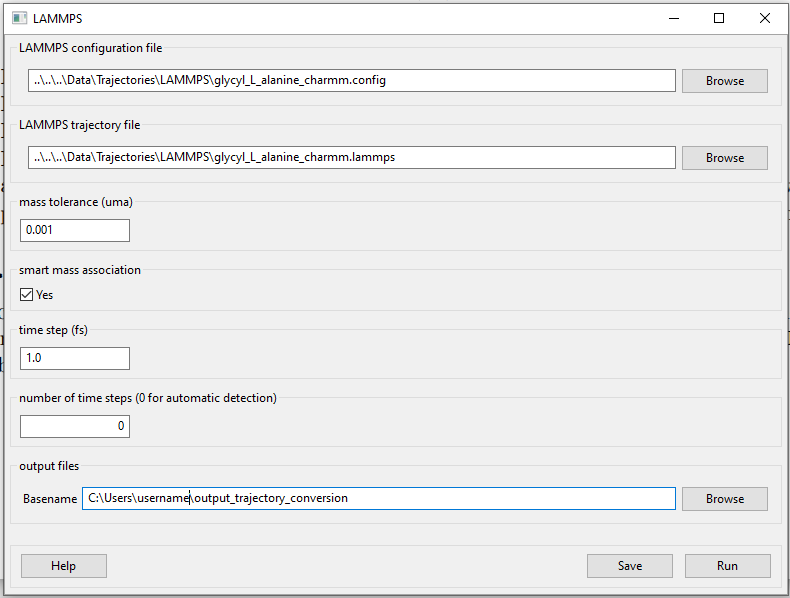 LAMMPS
LAMMPS configuration file
..\..\..\Data\Trajectories\LAMMPS\glycyl_L_alanine_charmm.config
Browse
LAMMPS trajectory file
..\..\..\Data\Trajectories\LAMMPS\glycyl_L_alanine_charmm.lammps
Browse
mass tolerance (uma)
0.001
smart mass association
Yes
time step (fs)
1.0
number of time steps (0 for automatic detection)
0
output files
Basename C:\Users\username\output_trajectory_conversion Browse
Help Save Run